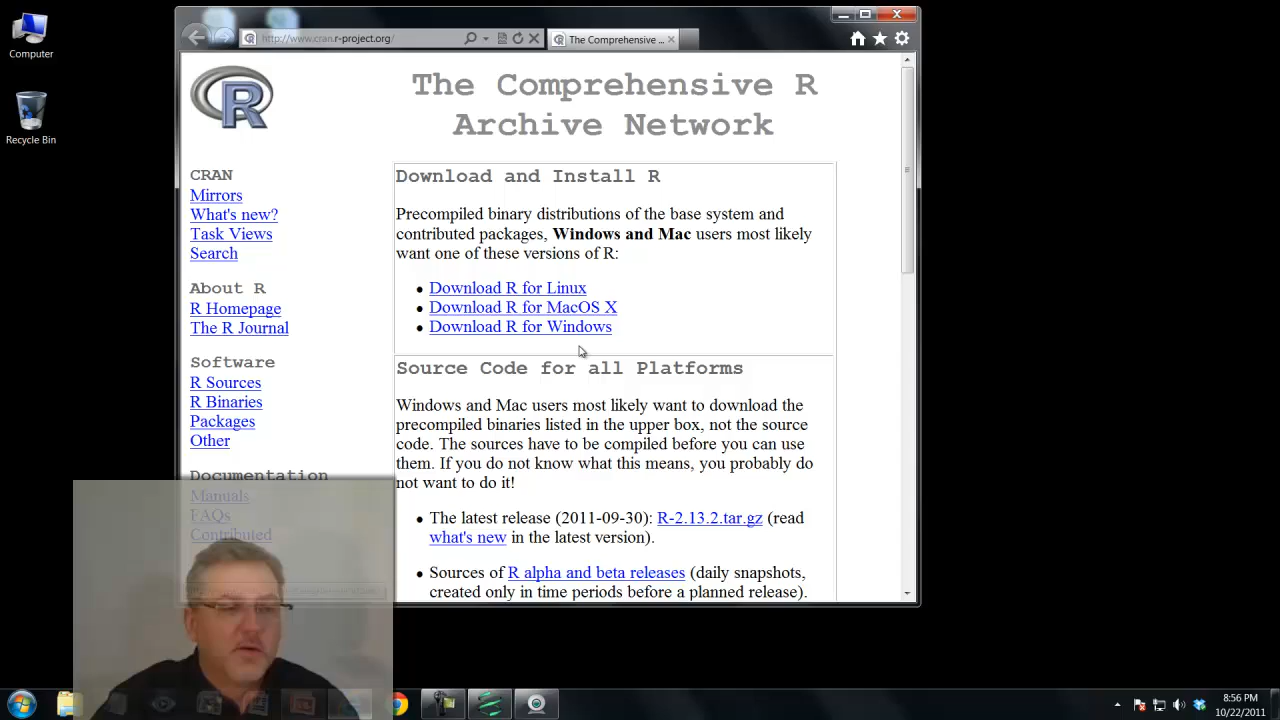 Computer
Recycle Bin
http://www.cran.r-project.org/
The Comprehensive ...
R
The Comprehensive R
Archive Network
CRAN
Mirrors
What's new?
Task Views
Search
About R
R Homepage
The R Journal
Software
R Sources
R Binaries
Packages
Other
Documentation
Manuals
FAQs
Contributed
Download and Install R
Precompiled binary distributions of the base system and
contributed packages, Windows and Mac users most likely
want one of these versions of R:
Download R for Linux
Download R for MacOS X
Download R for Windows
Source Code for all Platforms
Windows and Mac users most likely want to download the
precompiled binaries listed in the upper box, not the source
code. The sources have to be compiled before you can use
them. If you do not know what this means, you probably do
not want to do it!
The latest release (2011-09-30): R-2.13.2.tar.gz (read
what's new in the latest version).
Sources of R alpha and beta releases (daily snapshots,
created only in time periods before a planned release).
8:56 PM
10/22/2011